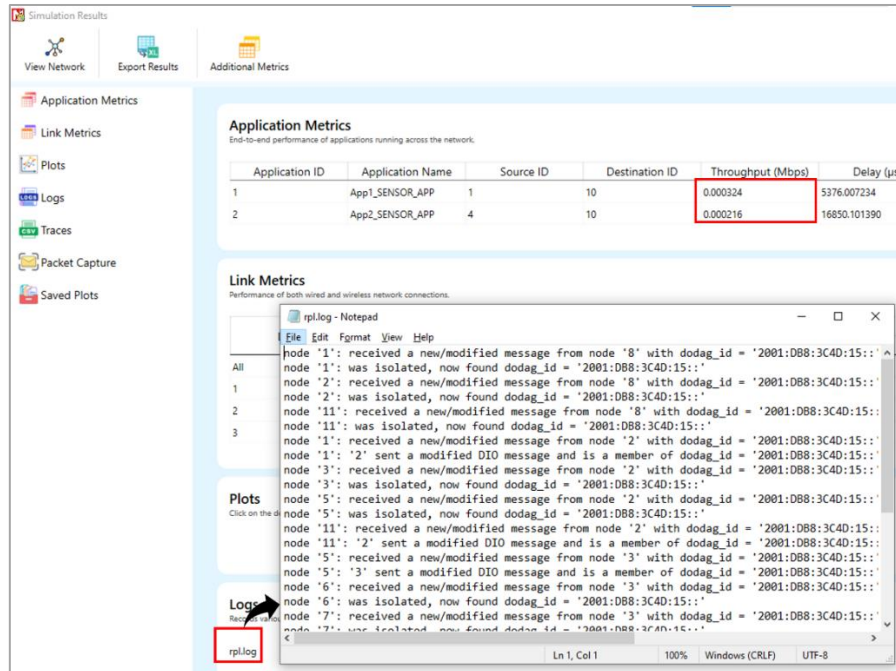 Simulation Results
View Network
Export Results
Additional Metrics
Application Metrics
Link Metrics
Plots
Logs
Traces
Packet Capture
Saved Plots
Application Metrics
End-to-end performance of applications running across the network.
Application ID Application Name Source ID Destination ID Throughput (Mbps) Delay (µs
1 App1_SENSOR_APP 1 10 0.000324 5376.007234
2 App2_SENSOR_APP 4 10 0.000216 16850.101390
Link Metrics
Performance of both wired and wireless network connections.
All
1
2
3
Plots
Click on the d
Logs
Records vario
rpl.log
rpl.log - Notepad
File Edit Format View Help
node '1': received a new/modified message from node '8' with dodag_id = '2001:DB8:3C4D:15::'
node '1': was isolated, now found dodag_id = '2001:DB8:3C4D:15::'
node '2': received a new/modified message from node '8' with dodag_id = '2001:DB8:3C4D:15::'
node '2': was isolated, now found dodag_id = '2001:DB8:3C4D:15::'
node '11': received a new/modified message from node '8' with dodag_id = '2001:DB8:3C4D:15::
node '11': was isolated, now found dodag_id = '2001:DB8:3C4D:15::'
node '1': received a new/modified message from node '2' with dodag_id = '2001:DB8:3C4D:15::'
node '1': '2' sent a modified DIO message and is a member of dodag_id = '2001:DB8:3C4D:15::'
node '3': received a new/modified message from node '2' with dodag_id = '2001:DB8:3C4D:15::'
node '3': was isolated, now found dodag_id = '2001:DB8:3C4D:15::'
node '5': received a new/modified message from node '2' with dodag_id = '2001:DB8:3C4D:15::'
node '5': was isolated, now found dodag_id = '2001:DB8:3C4D:15::'
node '11': received a new/modified message from node '2' with dodag_id = '2001:DB8:3C4D:15::
node '11': '2' sent a modified DIO message and is a member of dodag_id = '2001:DB8:3C4D:15::
node '5': received a new/modified message from node '3' with dodag_id = '2001:DB8:3C4D:15::'
node '5': '3' sent a modified DIO message and is a member of dodag_id = '2001:DB8:3C4D:15::'
node '6': received a new/modified message from node '3' with dodag_id = '2001:DB8:3C4D:15::'
node '6': was isolated, now found dodag_id = '2001:DB8:3C4D:15::'
node '7': received a new/modified message from node '3' with dodag_id = '2001:DB8:3C4D:15::'
node '7': was isolated, now found dodag_id = '2001:DB8:3C4D:15::'
Ln 1, Col 1 100% Windows (CRLF) UTF-8